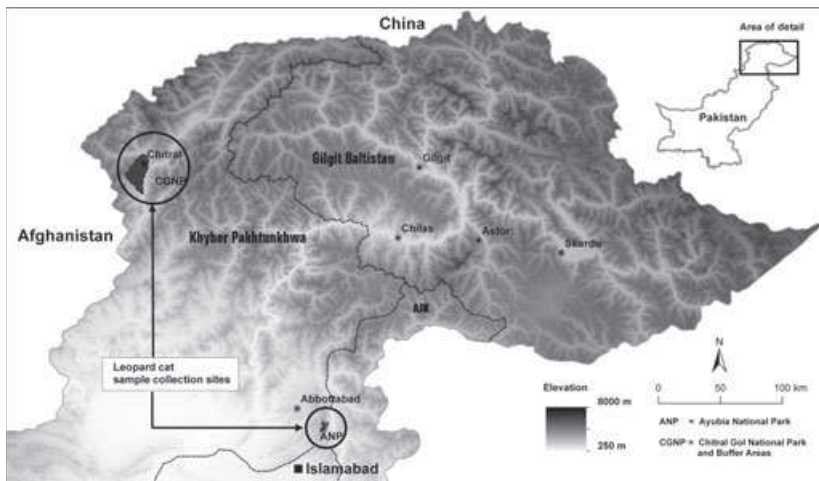 China
Area of detail
Pakistan
Chitral
CGNP
Gilgit Baltistan
Gilgit
Afghanistan
Khyber Pakhtunkhwa
Chilas
Astor
Skardu
AJK
Leopard cat
sample collection sites
Abbottabad
ANP
Islamabad
N
0 50 100 km
Elevation
8000 m
250 m
ANP = Ayubia National Park
CGNP = Chitral Gol National Park
and Buffer Areas